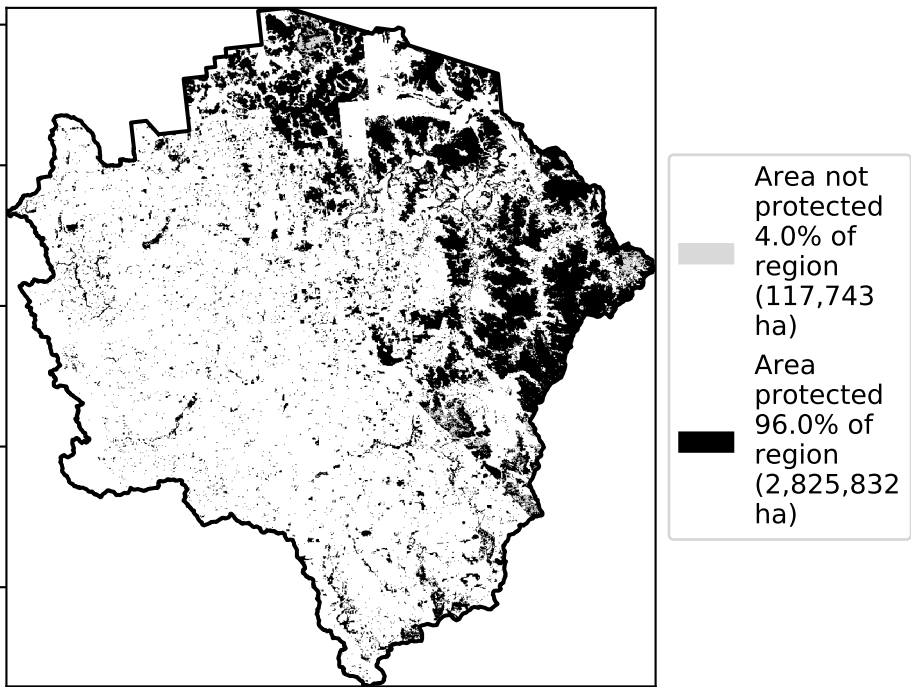 Area not
protected
4.0% of
region
(117,743
ha)
Area
protected
96.0% of
region
(2,825,832
ha)